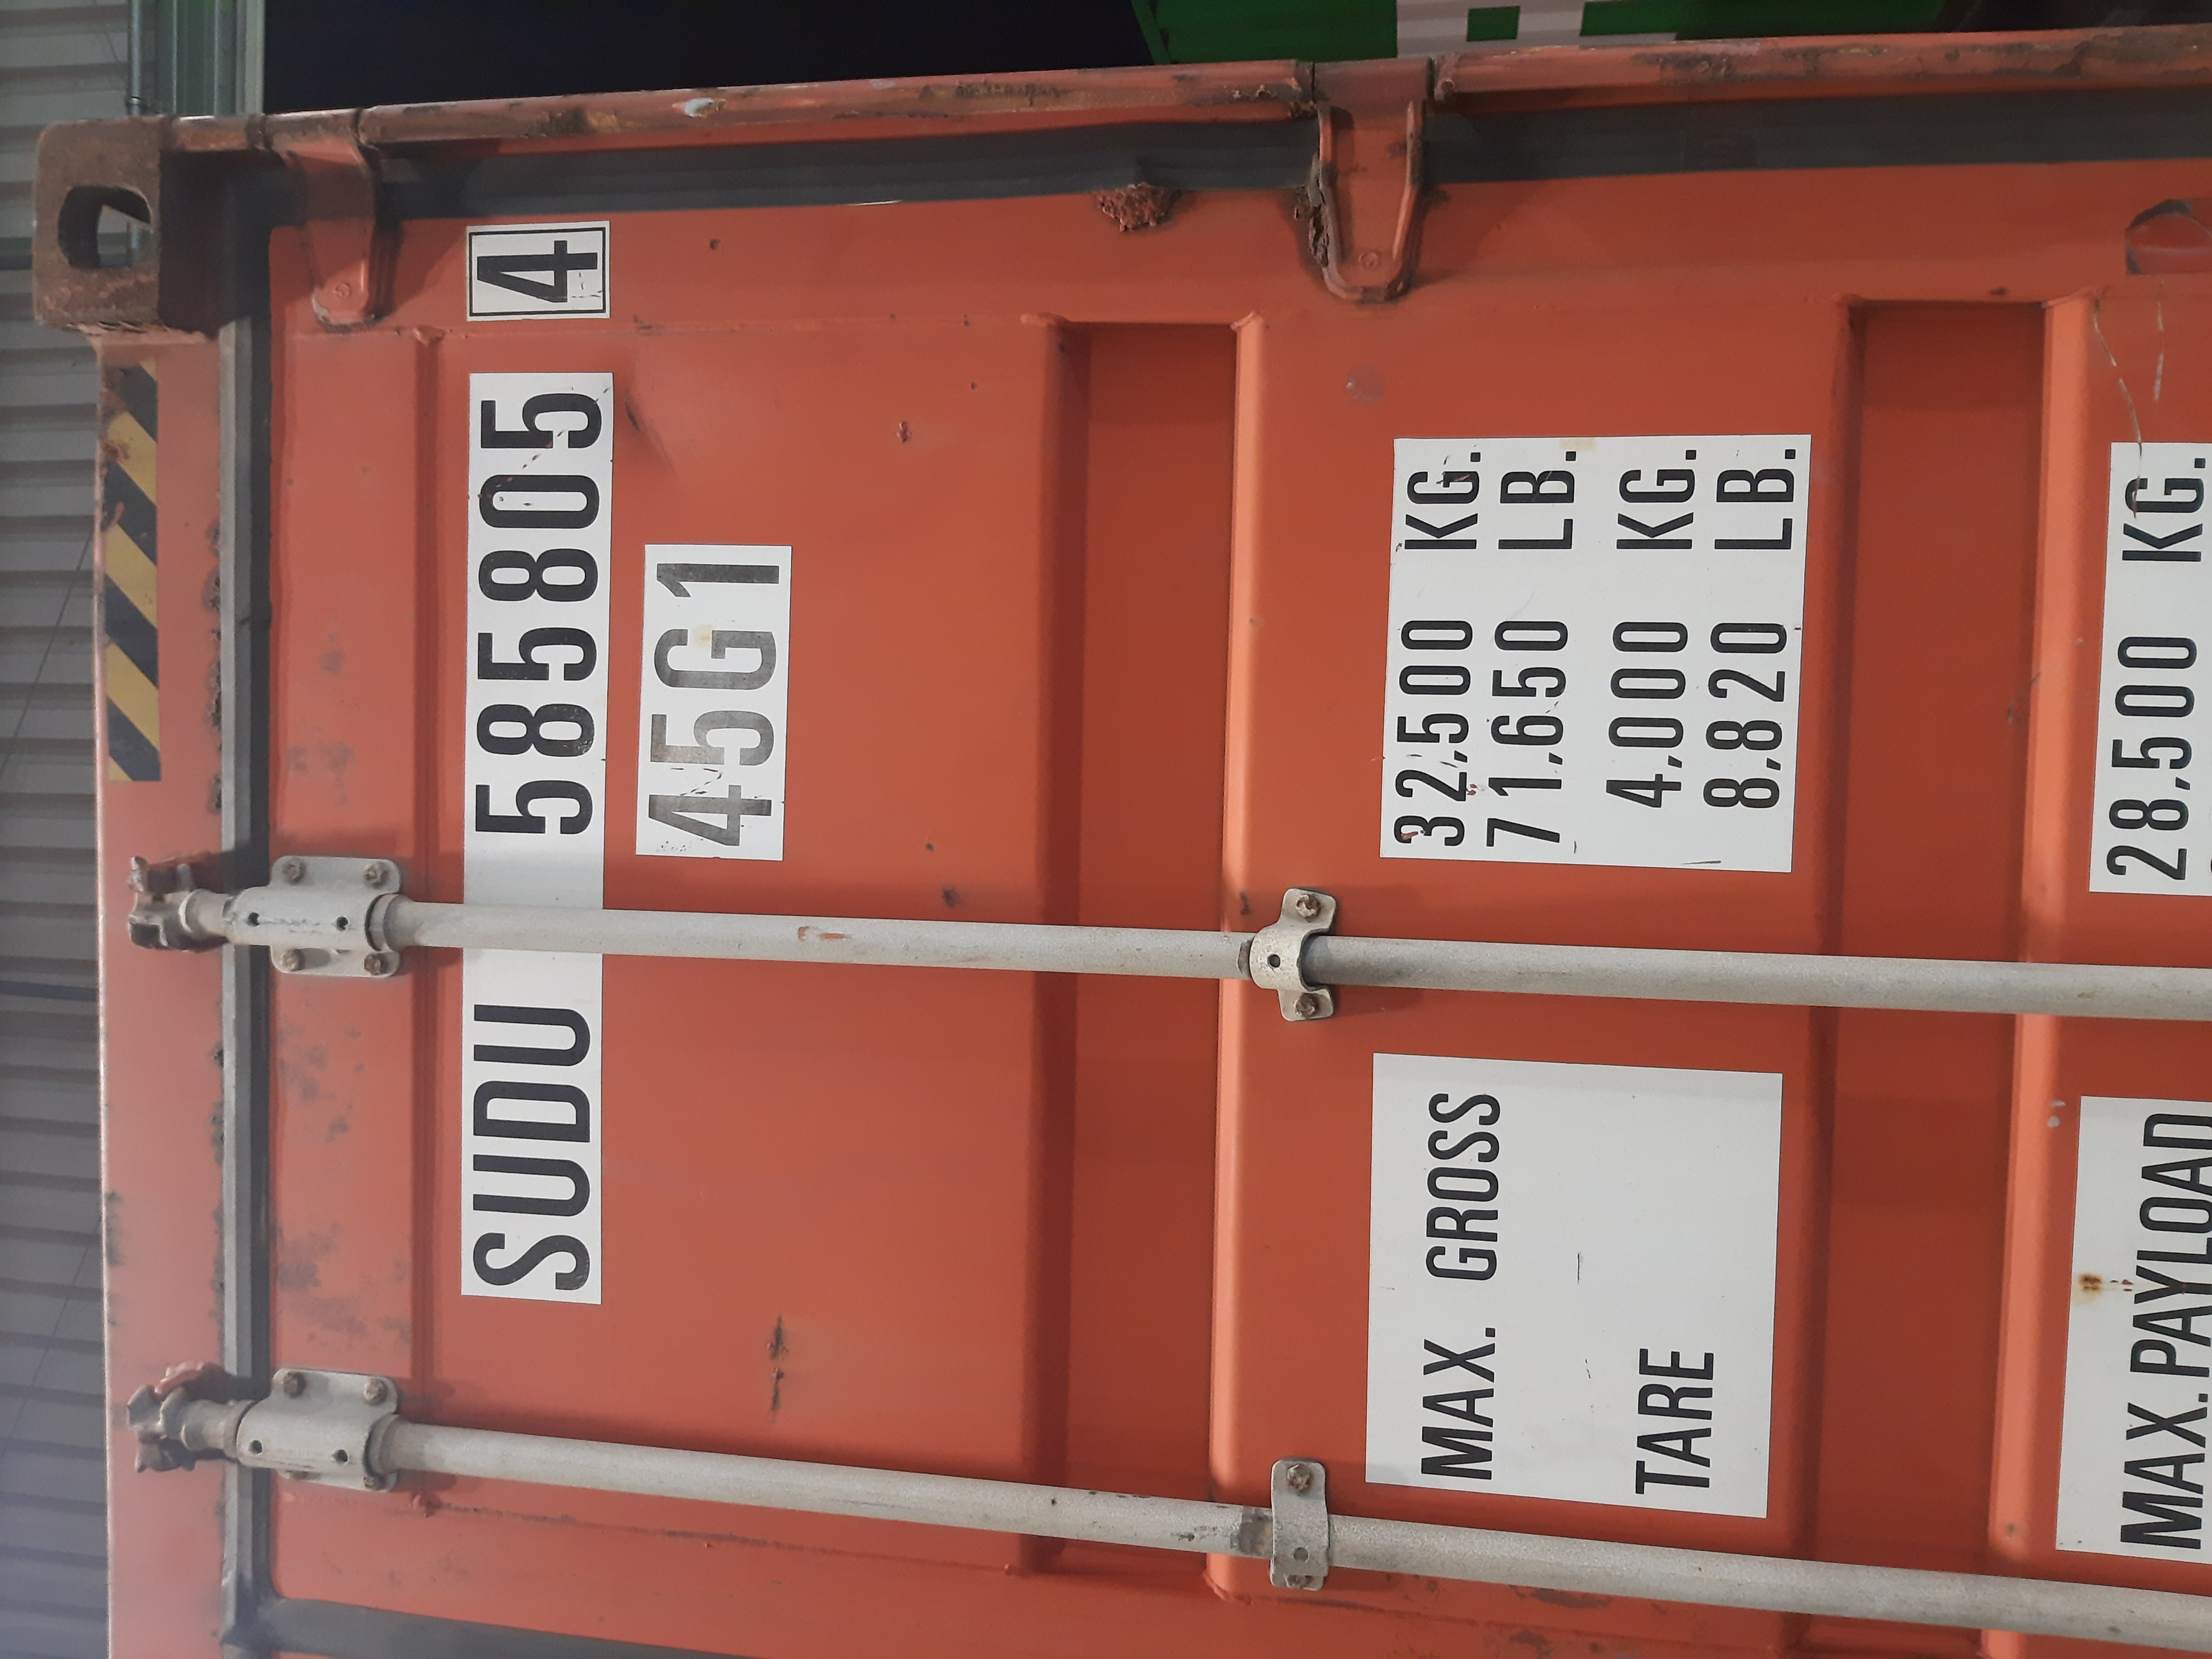 SUDU 585805 4
45G1
MAX. GROSS 32,500 KG.
71,650 LB.
TARE 4,000 KG.
8,820 LB.
MAX. PAYLOAD 28,500 KG.